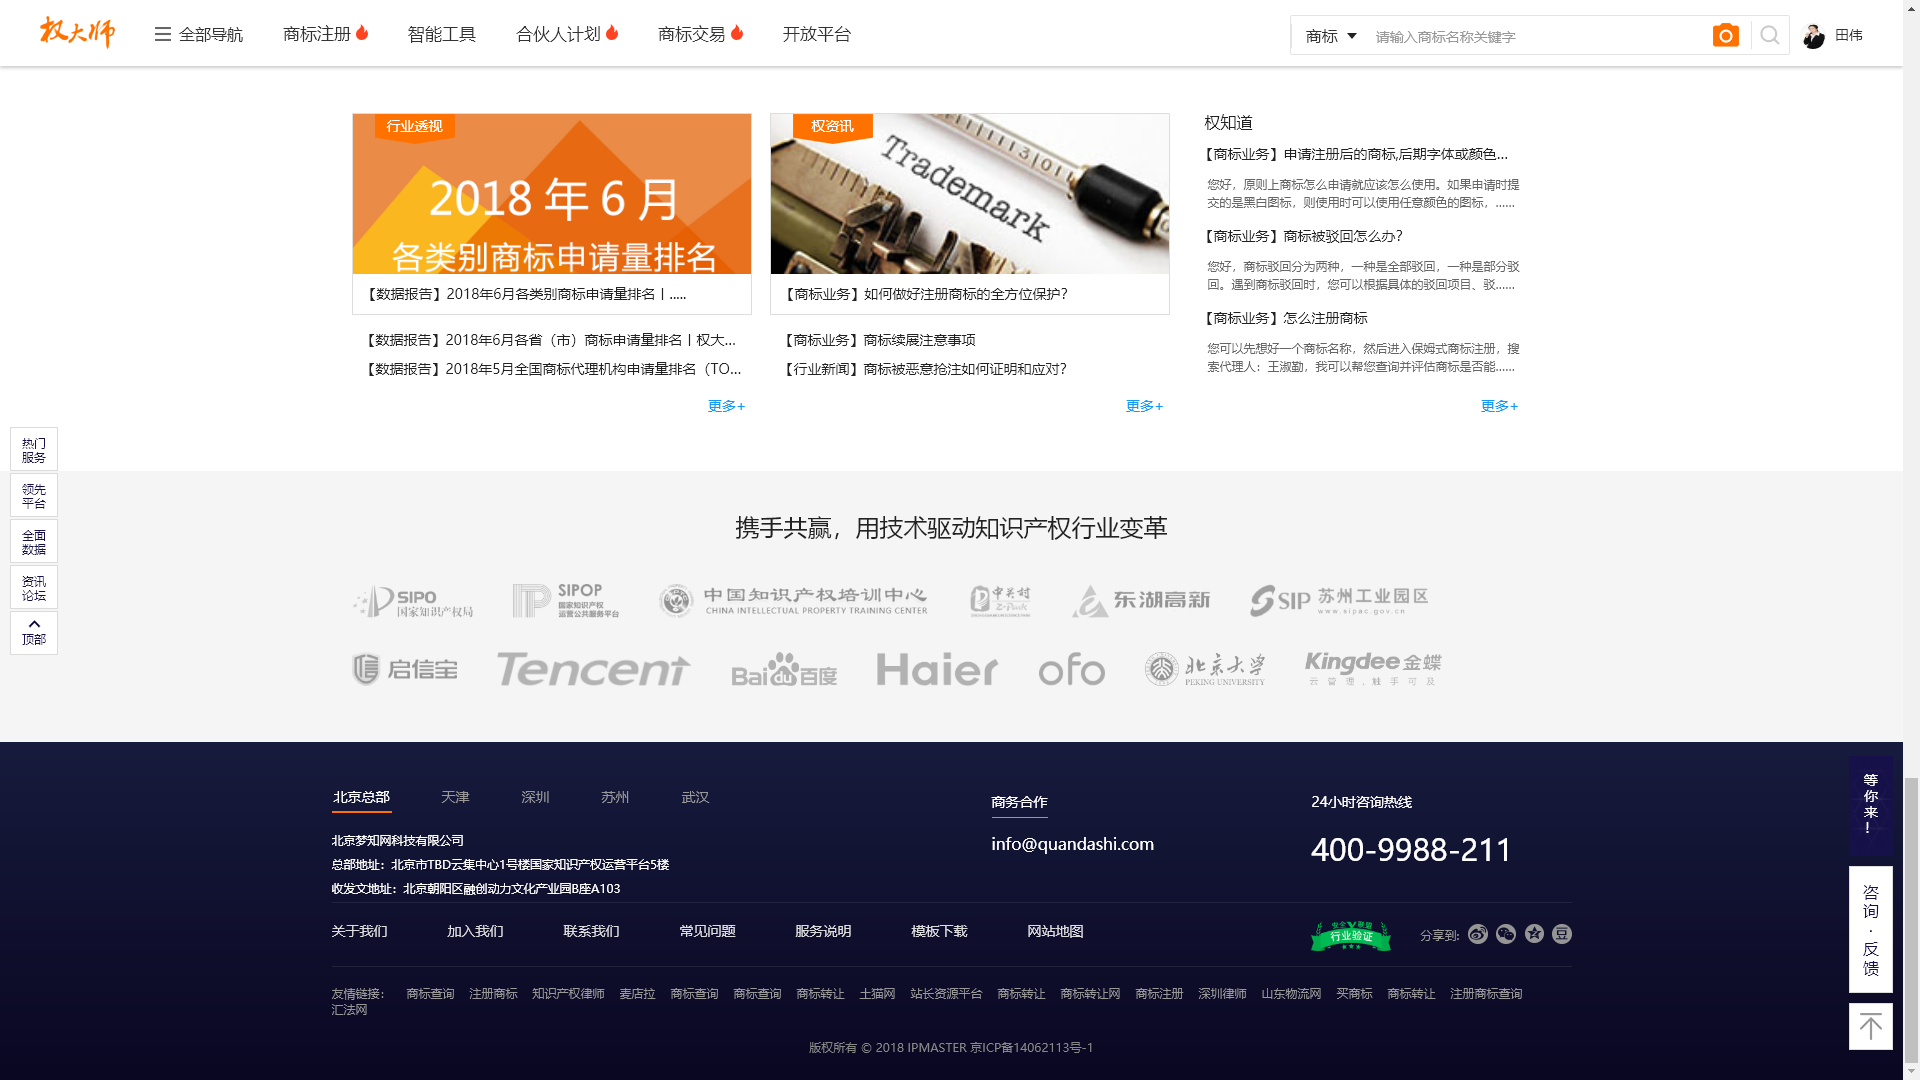 权大师
全部导航
商标注册
智能工具
合伙人计划
商标交易
开放平台
商标
请输入商标名称关键字
田伟
行业透视
2018 年 6 月
各类别商标申请量排名
【数据报告】2018年6月各类别商标申请量排名丨.....
【数据报告】2018年6月各省（市）商标申请量排名丨权大...
【数据报告】2018年5月全国商标代理机构申请量排名（TO...
更多+
权资讯
Trademark
【商标业务】如何做好注册商标的全方位保护?
【商标业务】商标续展注意事项
【行业新闻】商标被恶意抢注如何证明和应对?
更多+
权知道
【商标业务】申请注册后的商标,后期字体或颜色...
您好，原则上商标怎么申请就应该怎么使用。如果申请时提
交的是黑白图标，则使用时可以使用任意颜色的图标，......
【商标业务】商标被驳回怎么办?
您好，商标驳回分为两种，一种是全部驳回，一种是部分驳
回。遇到商标驳回时，您可以根据具体的驳回项目、驳......
【商标业务】怎么注册商标
您可以先想好一个商标名称，然后进入保姆式商标注册，搜
索代理人：王淑勤，我可以帮您查询并评估商标是否能......
更多+
热门
服务
领先
平台
全面
数据
资讯
论坛
顶部
携手共赢，用技术驱动知识产权行业变革
SIPO
国家知识产权局
SIPOP
国家知识产权
运营公共服务平台
中国知识产权培训中心
CHINA INTELLECTUAL PROPERTY TRAINING CENTER
中关村
Z-Park
东湖高新
SIP 苏州工业园区
www.sipac.gov.cn
启信宝
Tencent
Baidu百度
Haier
ofo
北京大学
PEKING UNIVERSITY
Kingdee金蝶
云 管 理 , 触 手 可 及
北京总部
天津
深圳
苏州
武汉
北京梦知网科技有限公司
总部地址：北京市TBD云集中心1号楼国家知识产权运营平台5楼
收发文地址：北京朝阳区融创动力文化产业园B座A103
商务合作
info@quandashi.com
24小时咨询热线
400-9988-211
关于我们
加入我们
联系我们
常见问题
服务说明
模板下载
网站地图
安全联盟
行业验证
分享到:
友情链接：
商标查询
注册商标
知识产权律师
麦店拉
商标查询
商标查询
商标转让
土猫网
站长资源平台
商标转让
商标转让网
商标注册
深圳律师
山东物流网
买商标
商标转让
注册商标查询
汇法网
版权所有 © 2018 IPMASTER 京ICP备14062113号-1
等
你
来
!
咨
询
·
反
馈